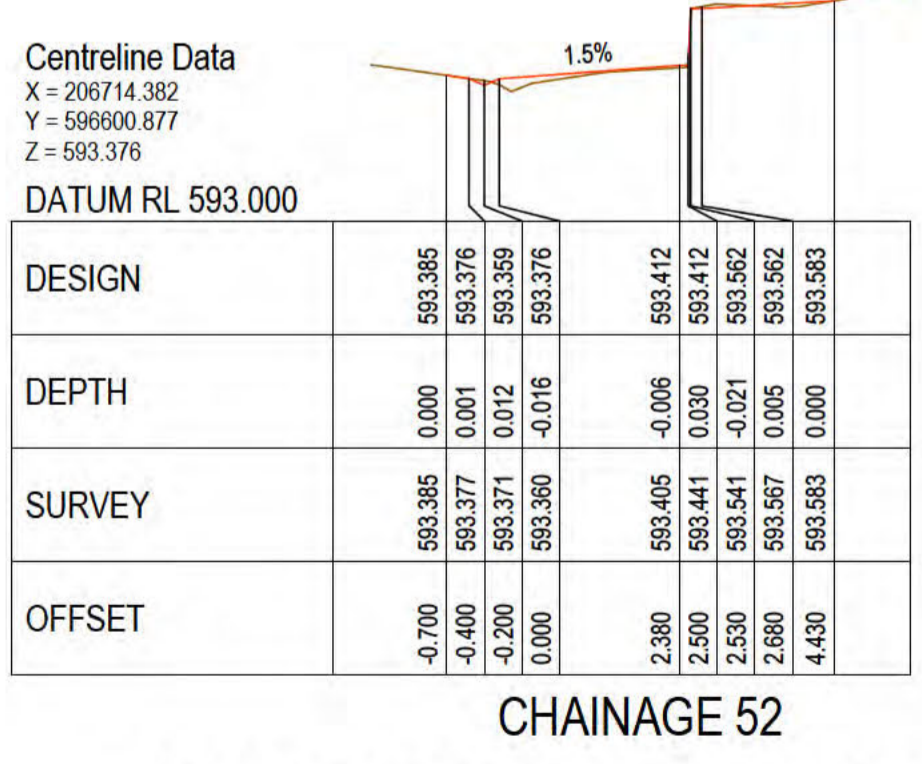 1.5%
Centreline Data
X = 206714.382
Y = 596600.877
Z = 593.376
DATUM RL 593.000
DESIGN 593.385 593.376 593.359 593.376 593.412 593.412 593.562 593.562 593.583
DEPTH 0.000 0.001 0.012 -0.016 -0.006 0.030 -0.021 0.005 0.000
SURVEY 593.385 593.377 593.371 593.360 593.405 593.441 593.541 593.567 593.583
OFFSET -0.700 -0.400 -0.200 0.000 2.380 2.500 2.530 2.680 4.430
CHAINAGE 52